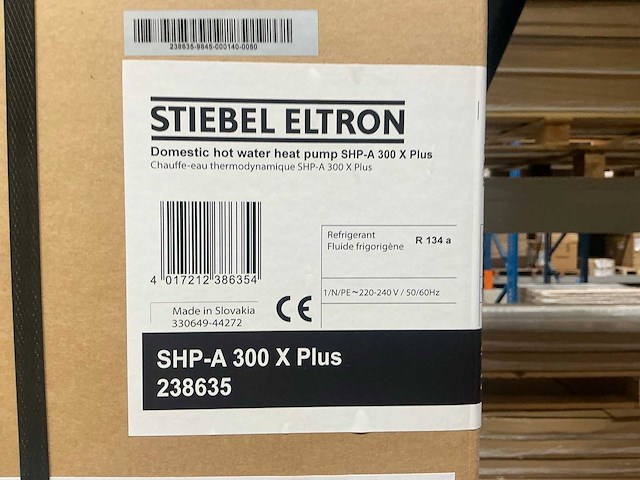 238635-9845-000140-0050
STIEBEL ELTRON
Domestic hot water heat pump SHP-A 300 X Plus
Chauffe-eau thermodynamique SHP-A 300 X Plus
Refrigerant
Fluide frigorigène
R 134 a
4 017212 386354
1/N/PE~220-240 V / 50/60Hz
Made in Slovakia
330649-44272
CE
SHP-A 300 X Plus
238635